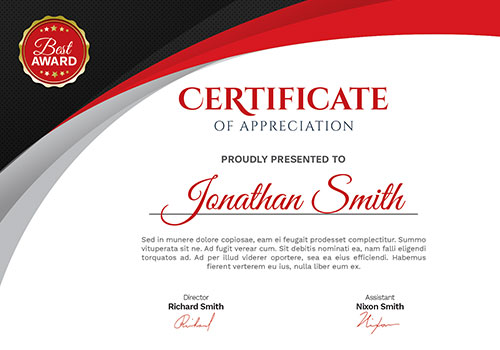 Best
AWARD
CERTIFICATE
OF APPRECIATION
PROUDLY PRESENTED TO
Jonathan Smith
Sed in munere dolore copiosae, eam ei feugait prodesset complectitur. Summo
vituperata sit ne. Ad fugit verear cum. Sit debitis nominati ea, nam falli eligendi
torquatos ad. Ad per illud viderer oportere, sea ea eius efficiendi. Habemus
fierent verterem eu ius, nulla liber eum ex.
Director
Richard Smith
Richard
Assistant
Nixon Smith
Nixon